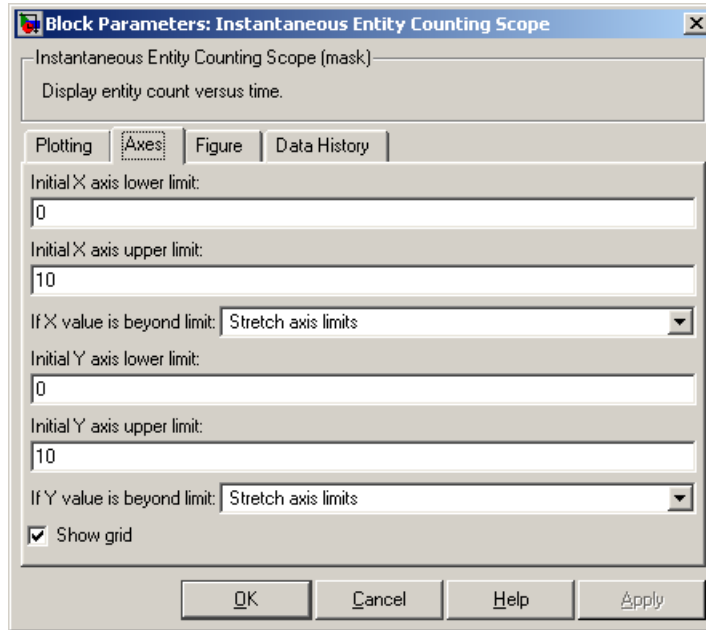 Block Parameters: Instantaneous Entity Counting Scope
Instantaneous Entity Counting Scope (mask)
Display entity count versus time.
Plotting Axes Figure Data History
Initial X axis lower limit:
0
Initial X axis upper limit:
10
If X value is beyond limit: Stretch axis limits
Initial Y axis lower limit:
0
Initial Y axis upper limit:
10
If Y value is beyond limit: Stretch axis limits
Show grid
OK Cancel Help Apply